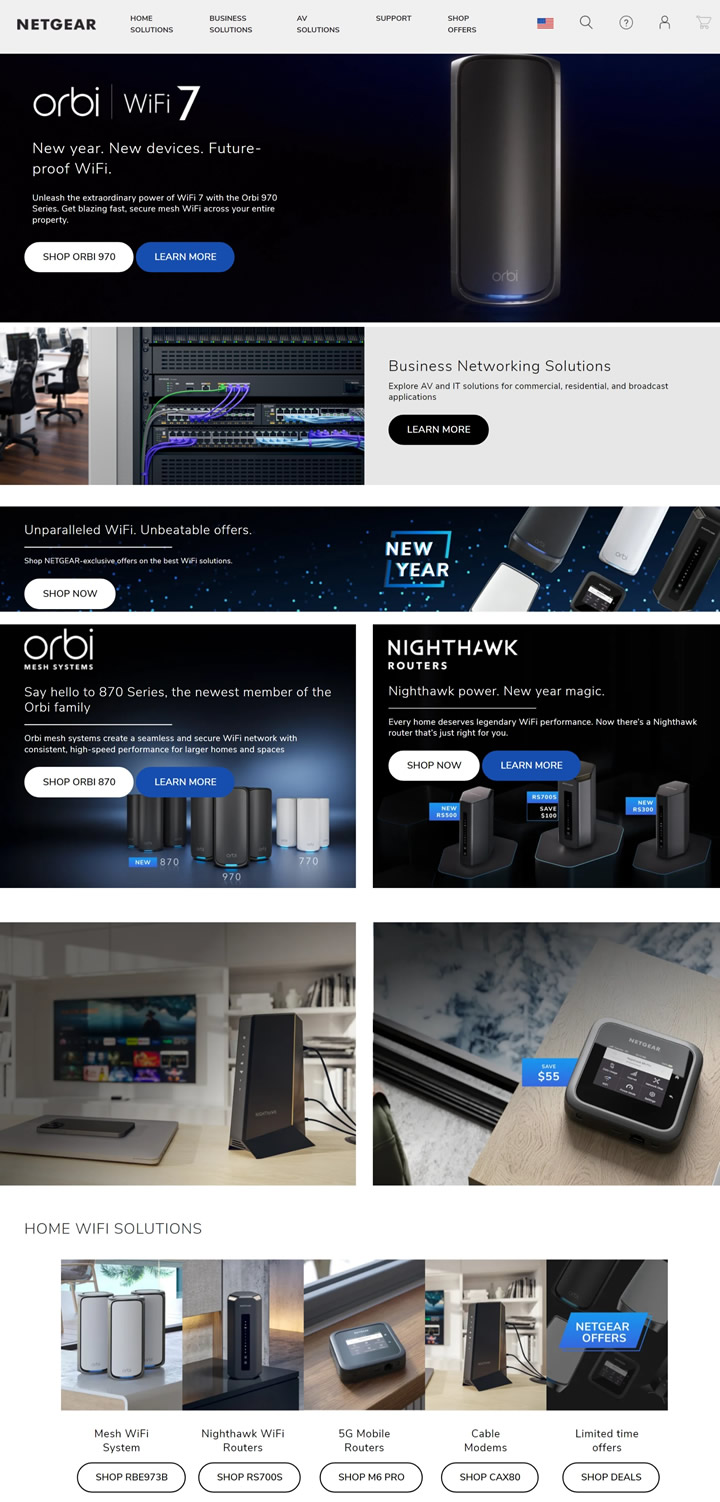 NETGEAR
HOME
SOLUTIONS
BUSINESS
SOLUTIONS
AV
SOLUTIONS
SUPPORT
SHOP
OFFERS
orbi | WiFi 7
New year. New devices. Future-
proof WiFi.
Unleash the extraordinary power of WiFi 7 with the Orbi 970
Series. Get blazing fast, secure mesh WiFi across your entire
property.
SHOP ORBI 970
LEARN MORE
orbi
Business Networking Solutions
Explore AV and IT solutions for commercial, residential, and broadcast
applications
LEARN MORE
Unparalleled WiFi. Unbeatable offers.
Shop NETGEAR-exclusive offers on the best WiFi solutions.
SHOP NOW
NEW
YEAR
orbi
orbi
MESH SYSTEMS
Say hello to 870 Series, the newest member of the
Orbi family
Orbi mesh systems create a seamless and secure WiFi network with
consistent, high-speed performance for larger homes and spaces
SHOP ORBI 870
LEARN MORE
orbi
NEW 870
970
770
NIGHTHAWK
ROUTERS
Nighthawk power. New year magic.
Every home deserves legendary WiFi performance. Now there's a Nighthawk
router that's just right for you.
SHOP NOW
LEARN MORE
NEW
RS300
RS700S
SAVE
$100
NEW
RS300
NIGHTHAWK
NETGEAR
SAVE
$55
HOME WIFI SOLUTIONS
NETGEAR
OFFERS
Mesh WiFi
System
SHOP RBE973B
Nighthawk WiFi
Routers
SHOP RS700S
5G Mobile
Routers
SHOP M6 PRO
Cable
Modems
SHOP CAX80
Limited time
offers
SHOP DEALS